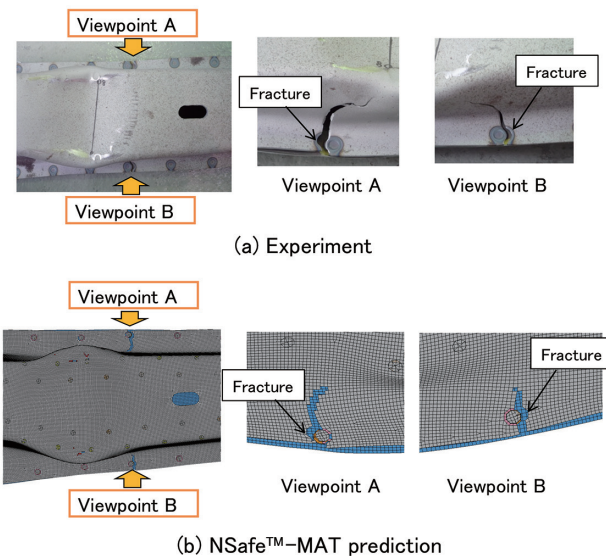 Viewpoint A
Fracture
Fracture
Viewpoint A
Viewpoint B
Viewpoint B
(a) Experiment
Viewpoint A
Fracture
Fracture
Viewpoint A
Viewpoint B
Viewpoint B
(b) NSafe™-MAT prediction